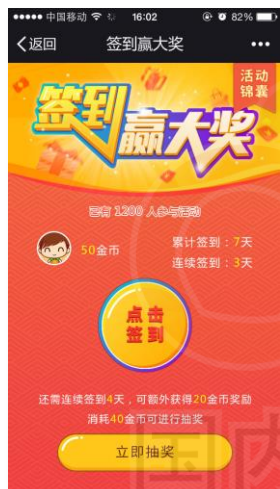 中国移动 16:02 82%
返回 签到赢大奖
活动
锦囊
签到赢大奖
已有 1200 人参与活动
50金币
累计签到：7天
连续签到：3天
点击
签到
还需连续签到4天，可额外获得20金币奖励
消耗40金币可进行抽奖
立即抽奖
国内